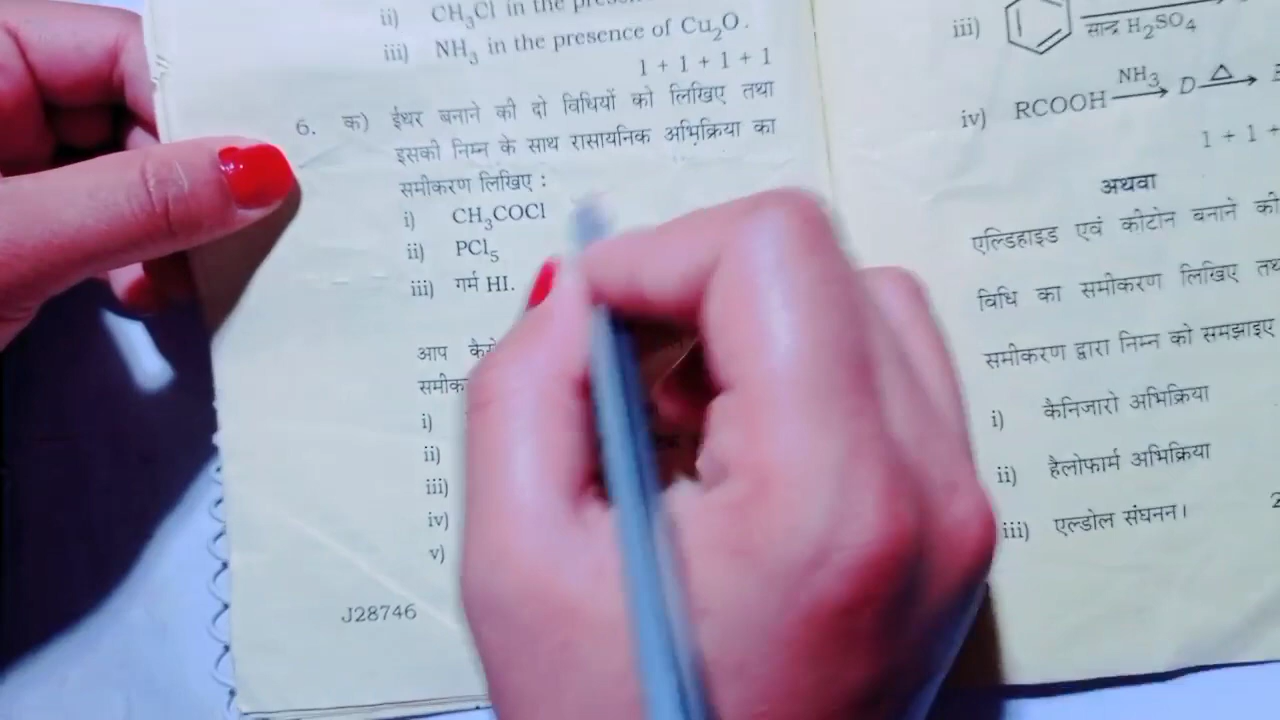 ii) CH₃Cl in the
iii) NH₃ in the presence of Cu₂O.
1 + 1 + 1 + 1
6. क) ईथर बनाने की दो विधियों को लिखिए तथा
इसकी निम्न के साथ रासायनिक अभिक्रिया का
समीकरण लिखिए :
i) CH₃COCl
ii) PCl₅
iii) गर्म HI.
आप
i)
ii)
iii)
iv)
v)
J28746
iii) सान्द्र H₂SO₄
iv) RCOOH NH₃→ D △→
1 + 1 +
अथवा
एल्डिहाइड एवं कीटोन बनाने की
विधि का समीकरण लिखिए
समीकरण द्वारा निम्न को समझाइए
i) कैनिजारो अभिक्रिया
ii) हैलोफार्म अभिक्रिया
iii) एल्डोल संघनन।